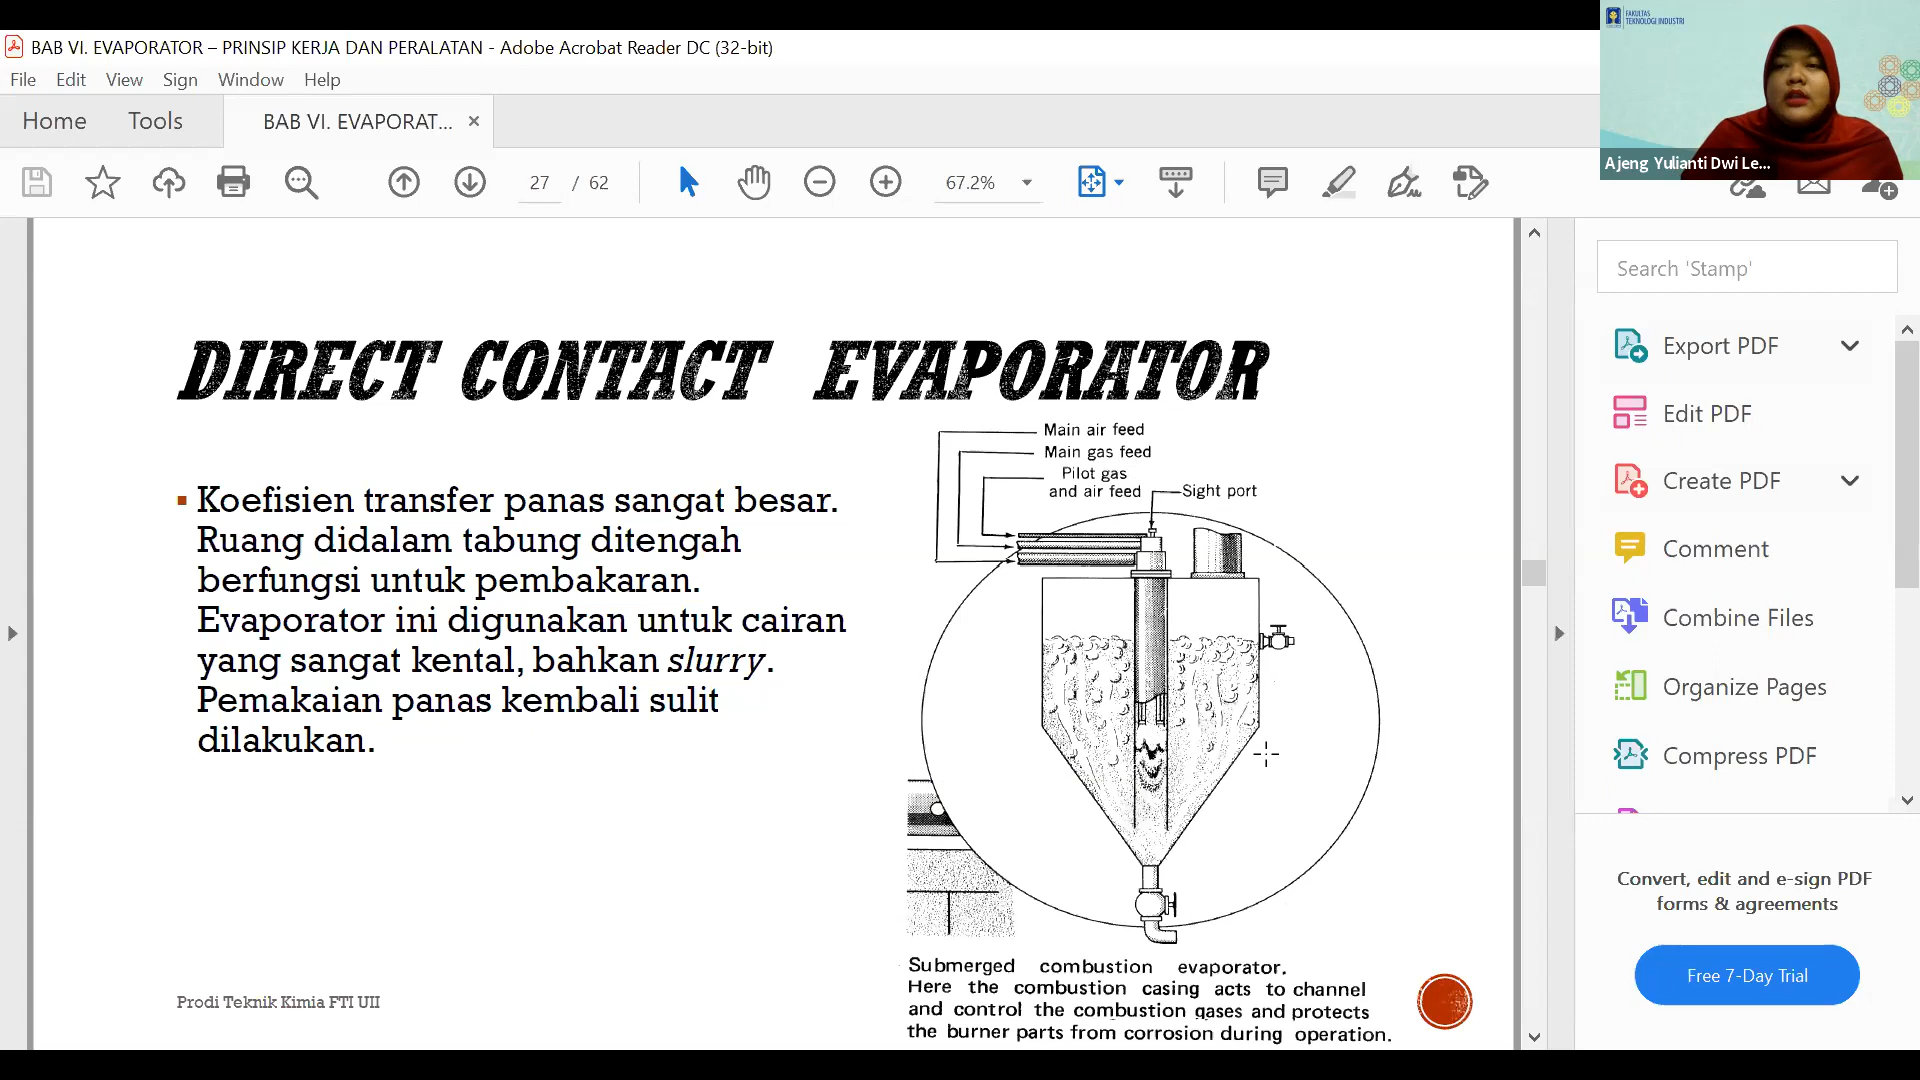 BAB VI. EVAPORATOR – PRINSIP KERJA DAN PERALATAN - Adobe Acrobat Reader DC (32-bit)
FAKULTAS
TEKNOLOGI INDUSTRI
File Edit View Sign Window Help
Home Tools BAB VI. EVAPORAT...
Ajeng Yulianti Dwi Le...
27 / 62 67.2%
Search 'Stamp'
Export PDF
Edit PDF
Create PDF
Comment
Combine Files
Organize Pages
Compress PDF
Convert, edit and e-sign PDF
forms & agreements
Free 7-Day Trial
DIRECT CONTACT EVAPORATOR
Koefisien transfer panas sangat besar.
Ruang didalam tabung ditengah
berfungsi untuk pembakaran.
Evaporator ini digunakan untuk cairan
yang sangat kental, bahkan slurry.
Pemakaian panas kembali sulit
dilakukan.
Main air feed
Main gas feed
Pilot gas
and air feed
Sight port
Submerged combustion evaporator.
Here the combustion casing acts to channel
and control the combustion gases and protects
the burner parts from corrosion during operation.
Prodi Teknik Kimia FTI UII